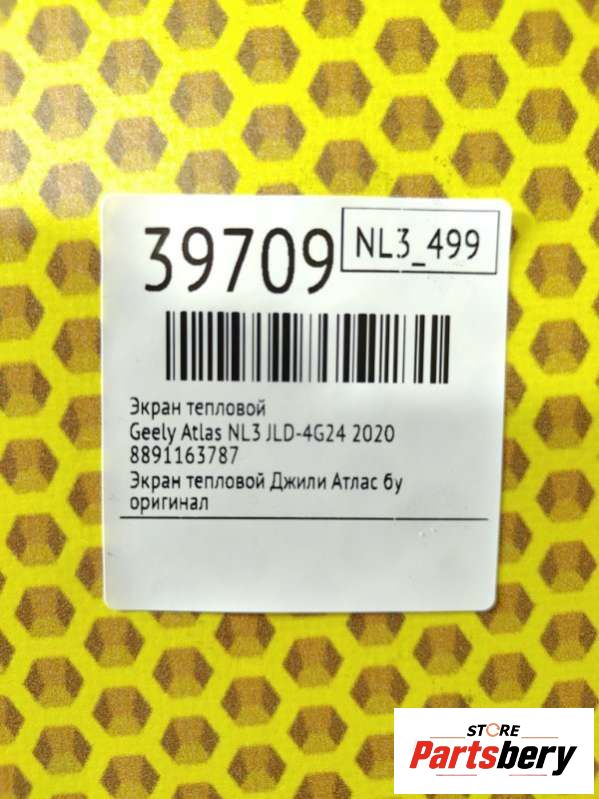 39709
NL3_499
Экран тепловой
Geely Atlas NL3 JLD-4G24 2020
8891163787
Экран тепловой Джили Атлас бу
оригинал
STORE
Partsbery